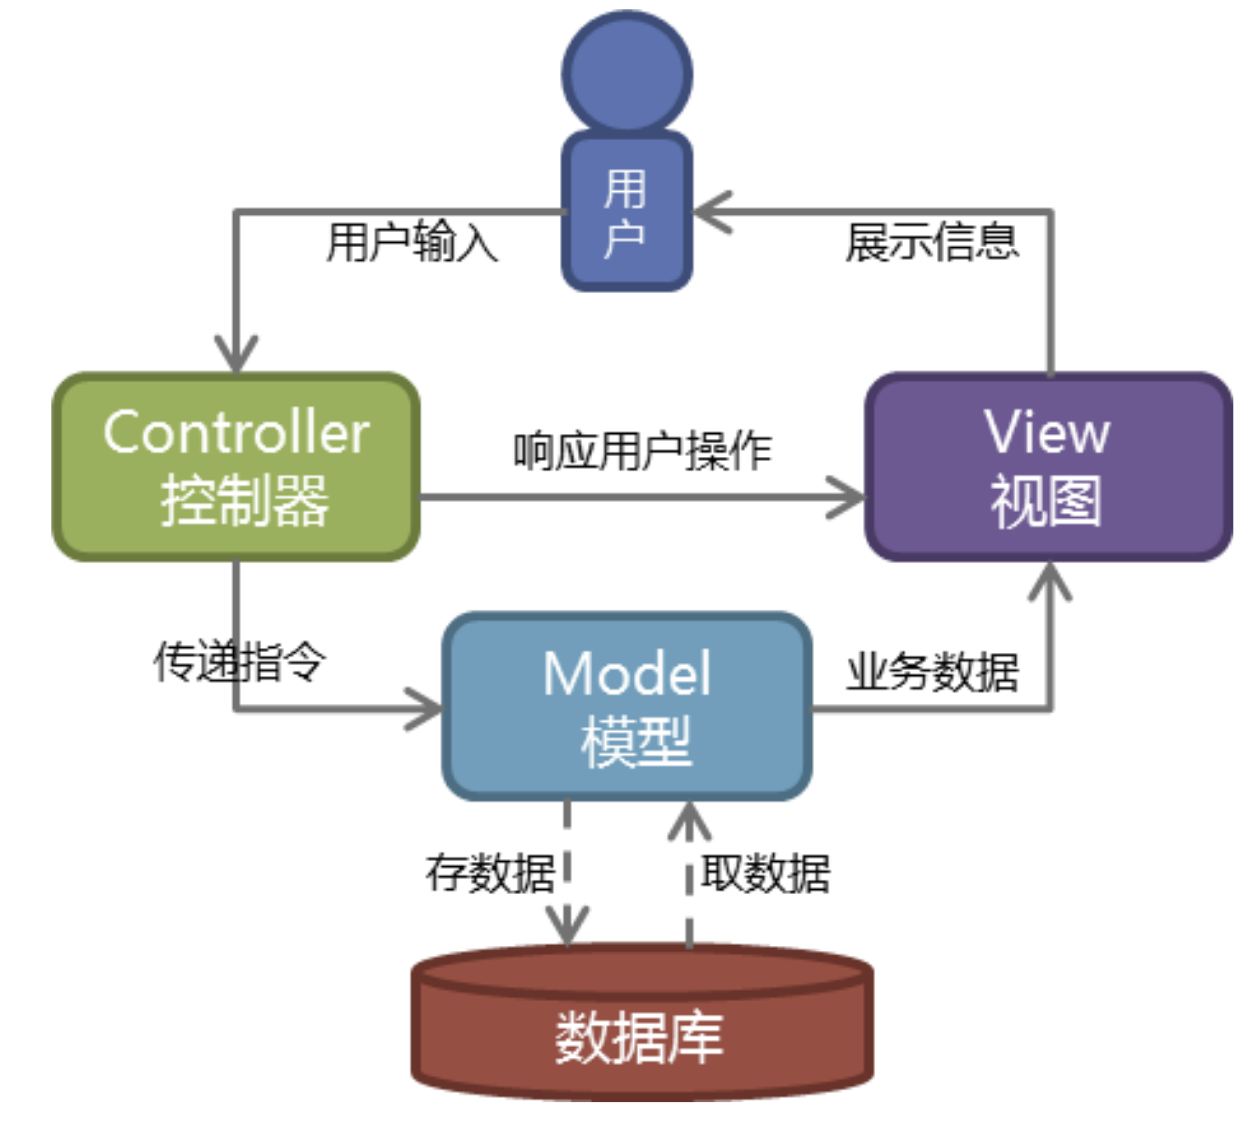 用
户
用户输入
展示信息
Controller
控制器
响应用户操作
View
视图
传递指令
Model
模型
业务数据
存数据
取数据
数据库